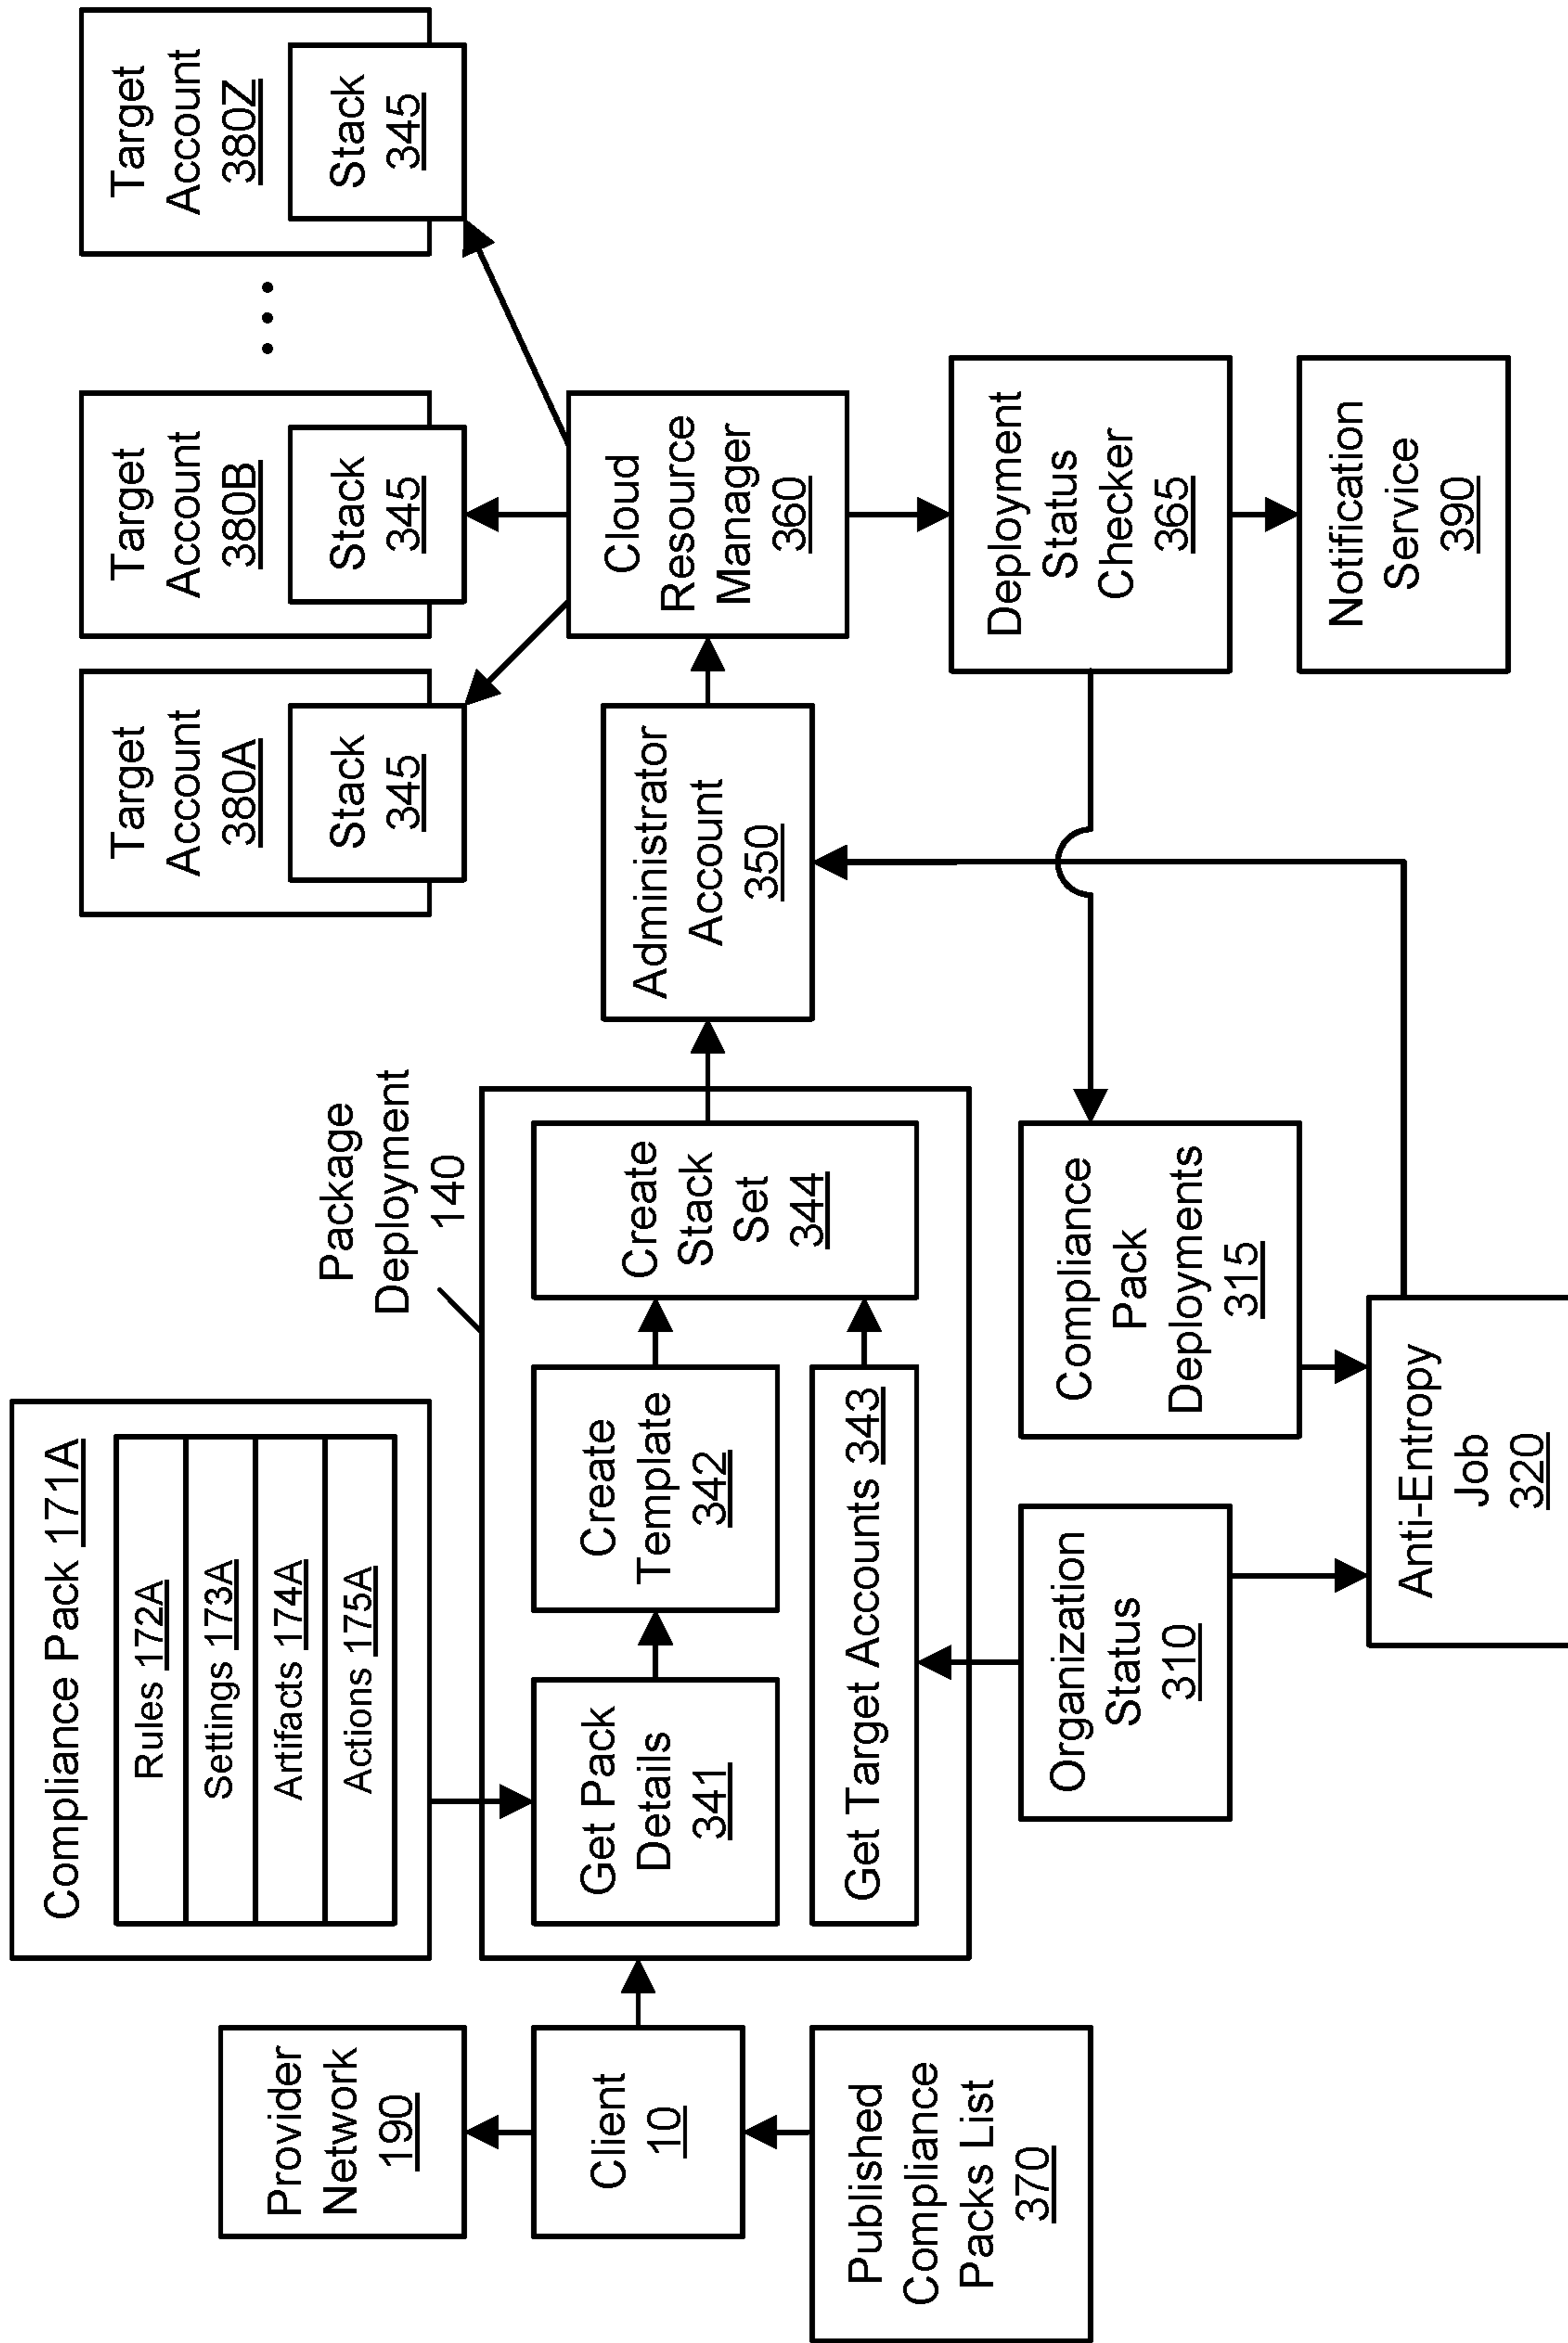 Provider
Network
190
Client
10
Published
Compliance
Packs List
370
Compliance Pack 171A
Rules 172A
Settings 173A
Artifacts 174A
Actions 175A
Package
Deployment
140
Get Pack
Details
341
Create
Template
342
Get Target Accounts 343
Create
Stack
Set
344
Organization
Status
310
Compliance
Pack
Deployments
315
Anti-Entropy
Job
320
Administrator
Account
350
Target
Account
380A
Stack
345
Target
Account
380B
Stack
345
• • •
Target
Account
380Z
Stack
345
Cloud
Resource
Manager
360
Deployment
Status
Checker
365
Notification
Service
390